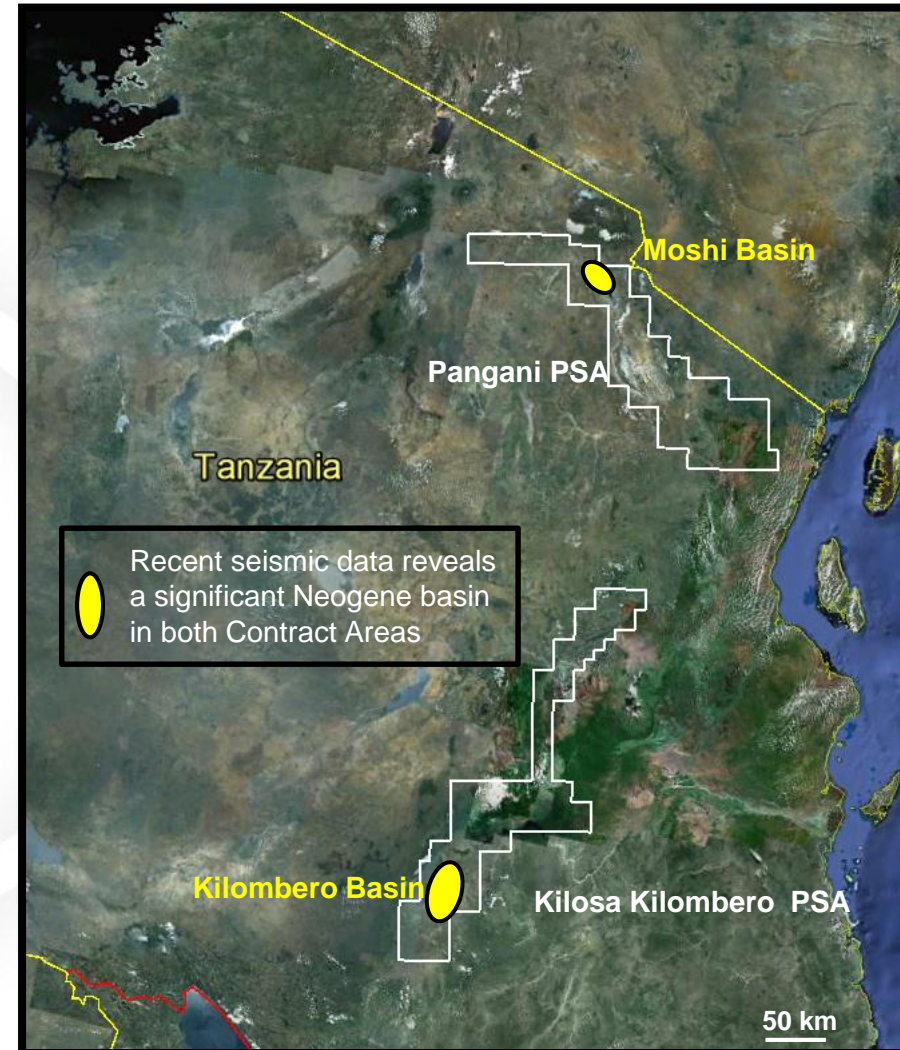 Moshi Basin
Pangani PSA
Tanzania
Recent seismic data reveals
a significant Neogene basin
in both Contract Areas
Kilombero Basin
Kilosa Kilombero PSA
50 km